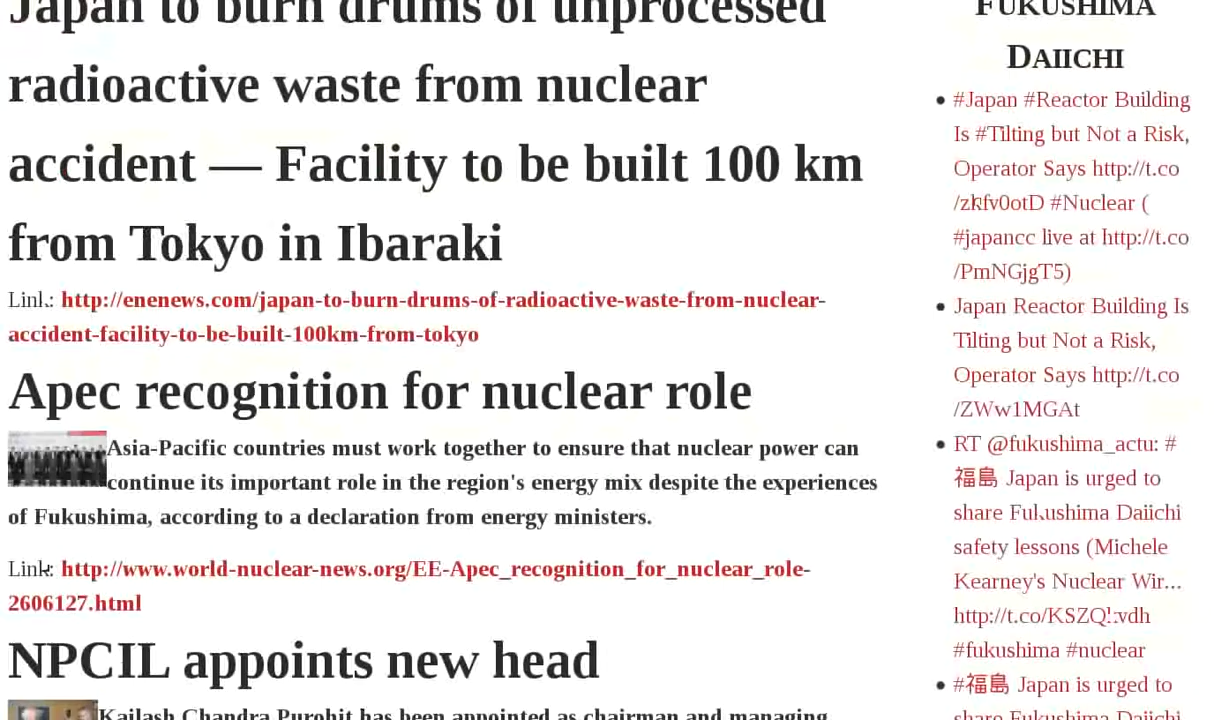 Japan to burn drums of unprocessed
radioactive waste from nuclear
accident — Facility to be built 100 km
from Tokyo in Ibaraki
Link: http://enenews.com/japan-to-burn-drums-of-radioactive-waste-from-nuclear-
accident-facility-to-be-built-100km-from-tokyo
Apec recognition for nuclear role
Asia-Pacific countries must work together to ensure that nuclear power can
continue its important role in the region's energy mix despite the experiences
of Fukushima, according to a declaration from energy ministers.
Link: http://www.world-nuclear-news.org/EE-Apec_recognition_for_nuclear_role-
2606127.html
NPCIL appoints new head
Kailash Chandra Purohit has been appointed as chairman and managing
FUKUSHIMA
DAIICHI
#Japan #Reactor Building
Is #Tilting but Not a Risk,
Operator Says http://t.co
/zkfv0otD #Nuclear (
#japancc live at http://t.co
/PmNGjgT5)
Japan Reactor Building Is
Tilting but Not a Risk,
Operator Says http://t.co
/ZWw1MGAt
RT @fukushima_actu: #
福島 Japan is urged to
share Fukushima Daiichi
safety lessons (Michele
Kearney's Nuclear Wir...
#fukushima #nuclear
#福島 Japan is urged to
share Fukushima Daiichi